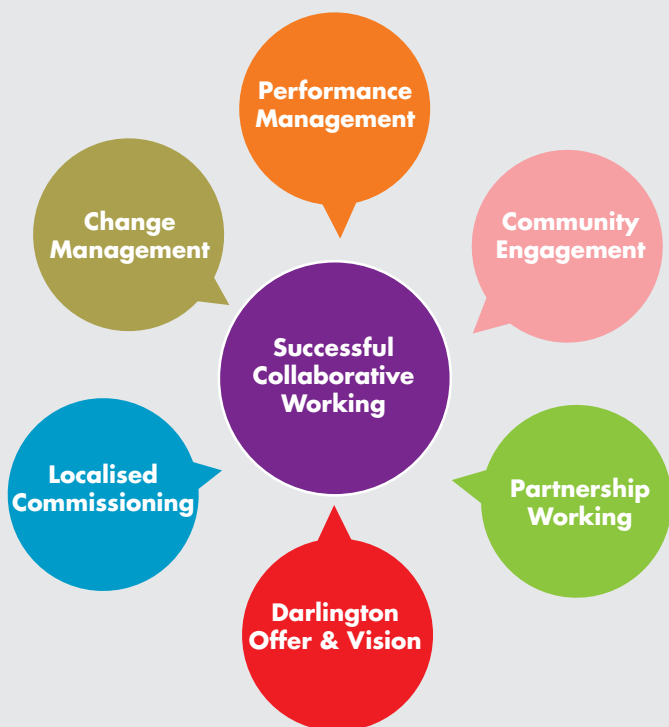 Performance
Management
Change
Management
Community
Engagement
Successful
Collaborative
Working
Localised
Commissioning
Partnership
Working
Darlington
Offer & Vision